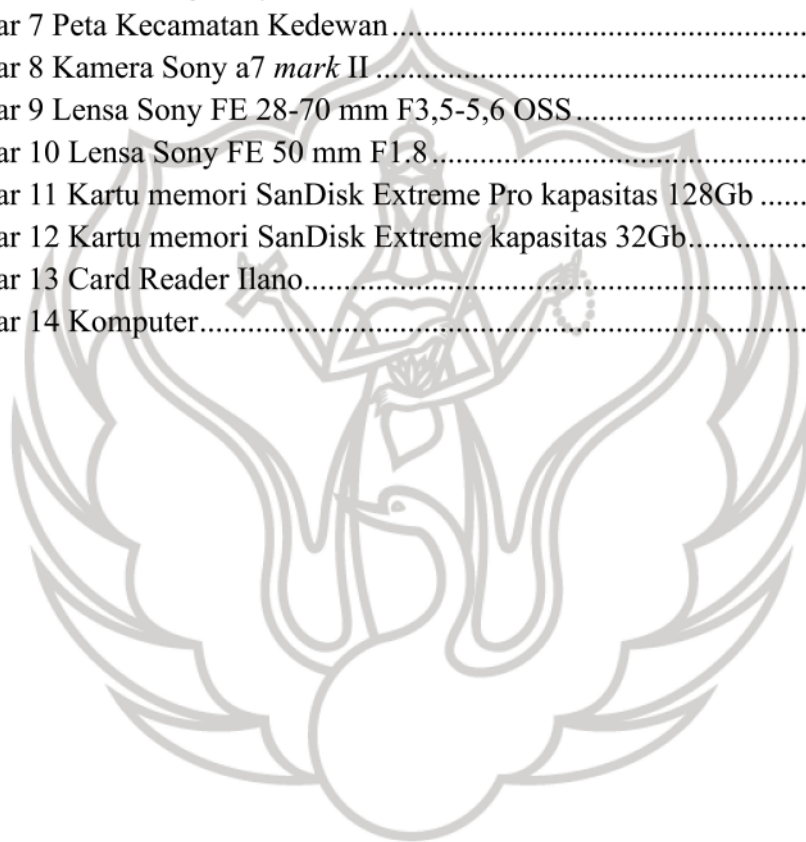 ar 7 Peta Kecamatan Kedewan..................................................
ar 8 Kamera Sony a7 mark II ....................................................
ar 9 Lensa Sony FE 28-70 mm F3,5-5,6 OSS............................
ar 10 Lensa Sony FE 50 mm F1.8..............................................
ar 11 Kartu memori SanDisk Extreme Pro kapasitas 128Gb ......
ar 12 Kartu memori SanDisk Extreme kapasitas 32Gb...............
ar 13 Card Reader Ilano..............................................................
ar 14 Komputer...........................................................................